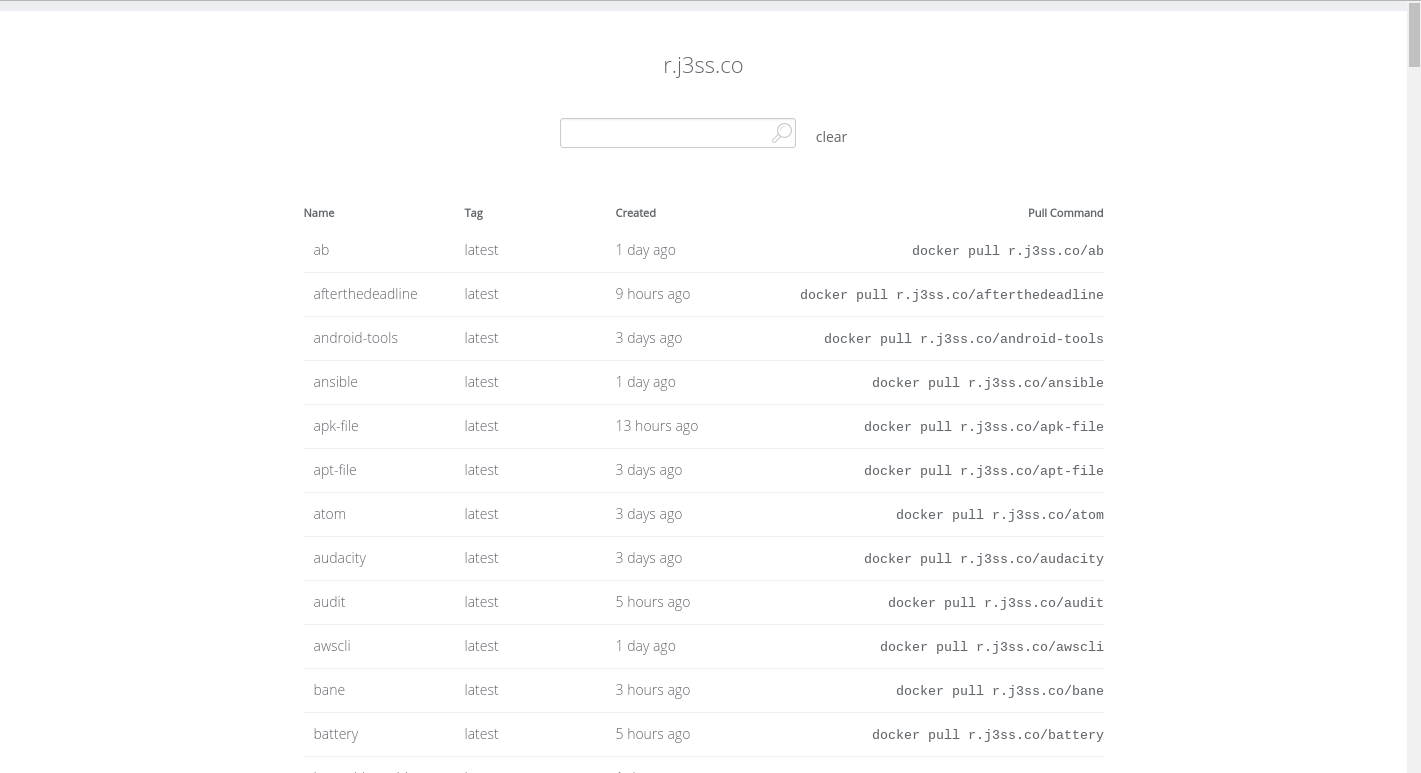 r.j3ss.co
clear
Name Tag Created Pull Command
ab latest 1 day ago docker pull r.j3ss.co/ab
afterthedeadline latest 9 hours ago docker pull r.j3ss.co/afterthedeadline
android-tools latest 3 days ago docker pull r.j3ss.co/android-tools
ansible latest 1 day ago docker pull r.j3ss.co/ansible
apk-file latest 13 hours ago docker pull r.j3ss.co/apk-file
apt-file latest 3 days ago docker pull r.j3ss.co/apt-file
atom latest 3 days ago docker pull r.j3ss.co/atom
audacity latest 3 days ago docker pull r.j3ss.co/audacity
audit latest 5 hours ago docker pull r.j3ss.co/audit
awscli latest 1 day ago docker pull r.j3ss.co/awscli
bane latest 3 hours ago docker pull r.j3ss.co/bane
battery latest 5 hours ago docker pull r.j3ss.co/battery